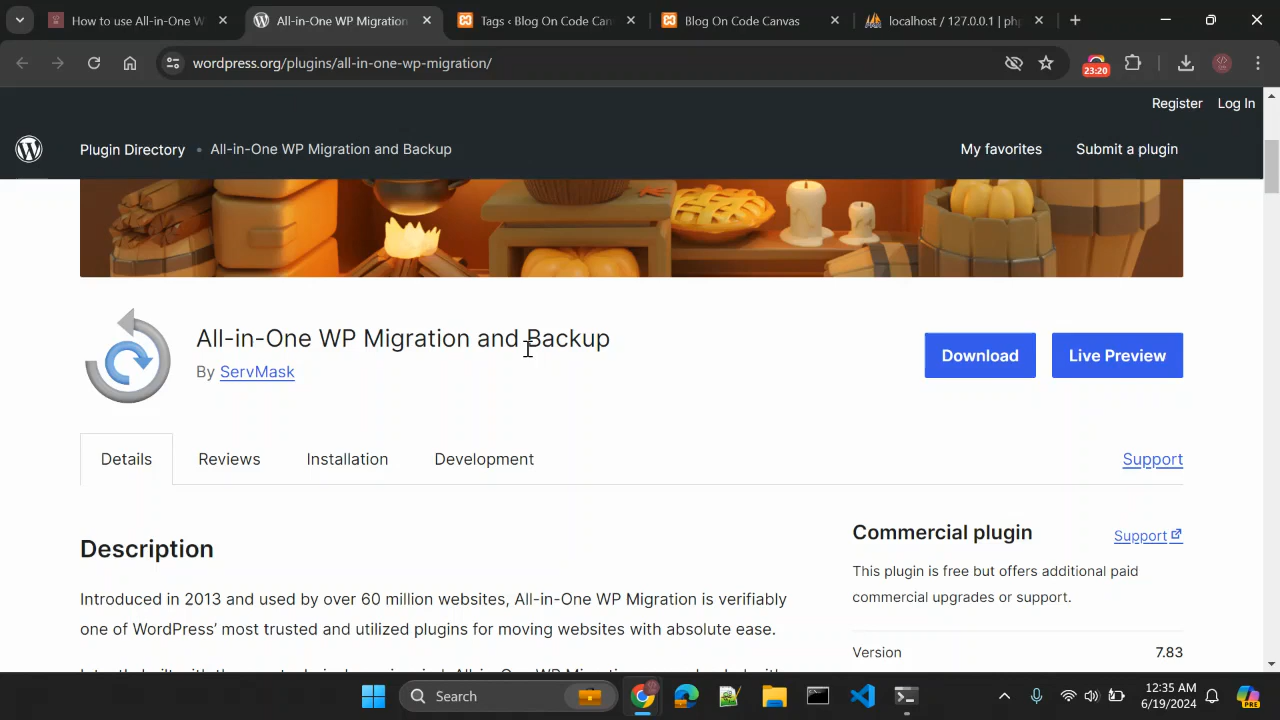 How to use All-in-One W
All-in-One WP Migration
Tags ‹ Blog On Code Can
Blog On Code Canvas
localhost / 127.0.0.1 | ph
wordpress.org/plugins/all-in-one-wp-migration/
23:20
Register
Log In
Plugin Directory
All-in-One WP Migration and Backup
My favorites
Submit a plugin
All-in-One WP Migration and Backup
By ServMask
Download
Live Preview
Details
Reviews
Installation
Development
Support
Description
Commercial plugin
Support
This plugin is free but offers additional paid
commercial upgrades or support.
Introduced in 2013 and used by over 60 million websites, All-in-One WP Migration is verifiably
one of WordPress’ most trusted and utilized plugins for moving websites with absolute ease.
Version
7.83
Search
12:35 AM
6/19/2024
PRE